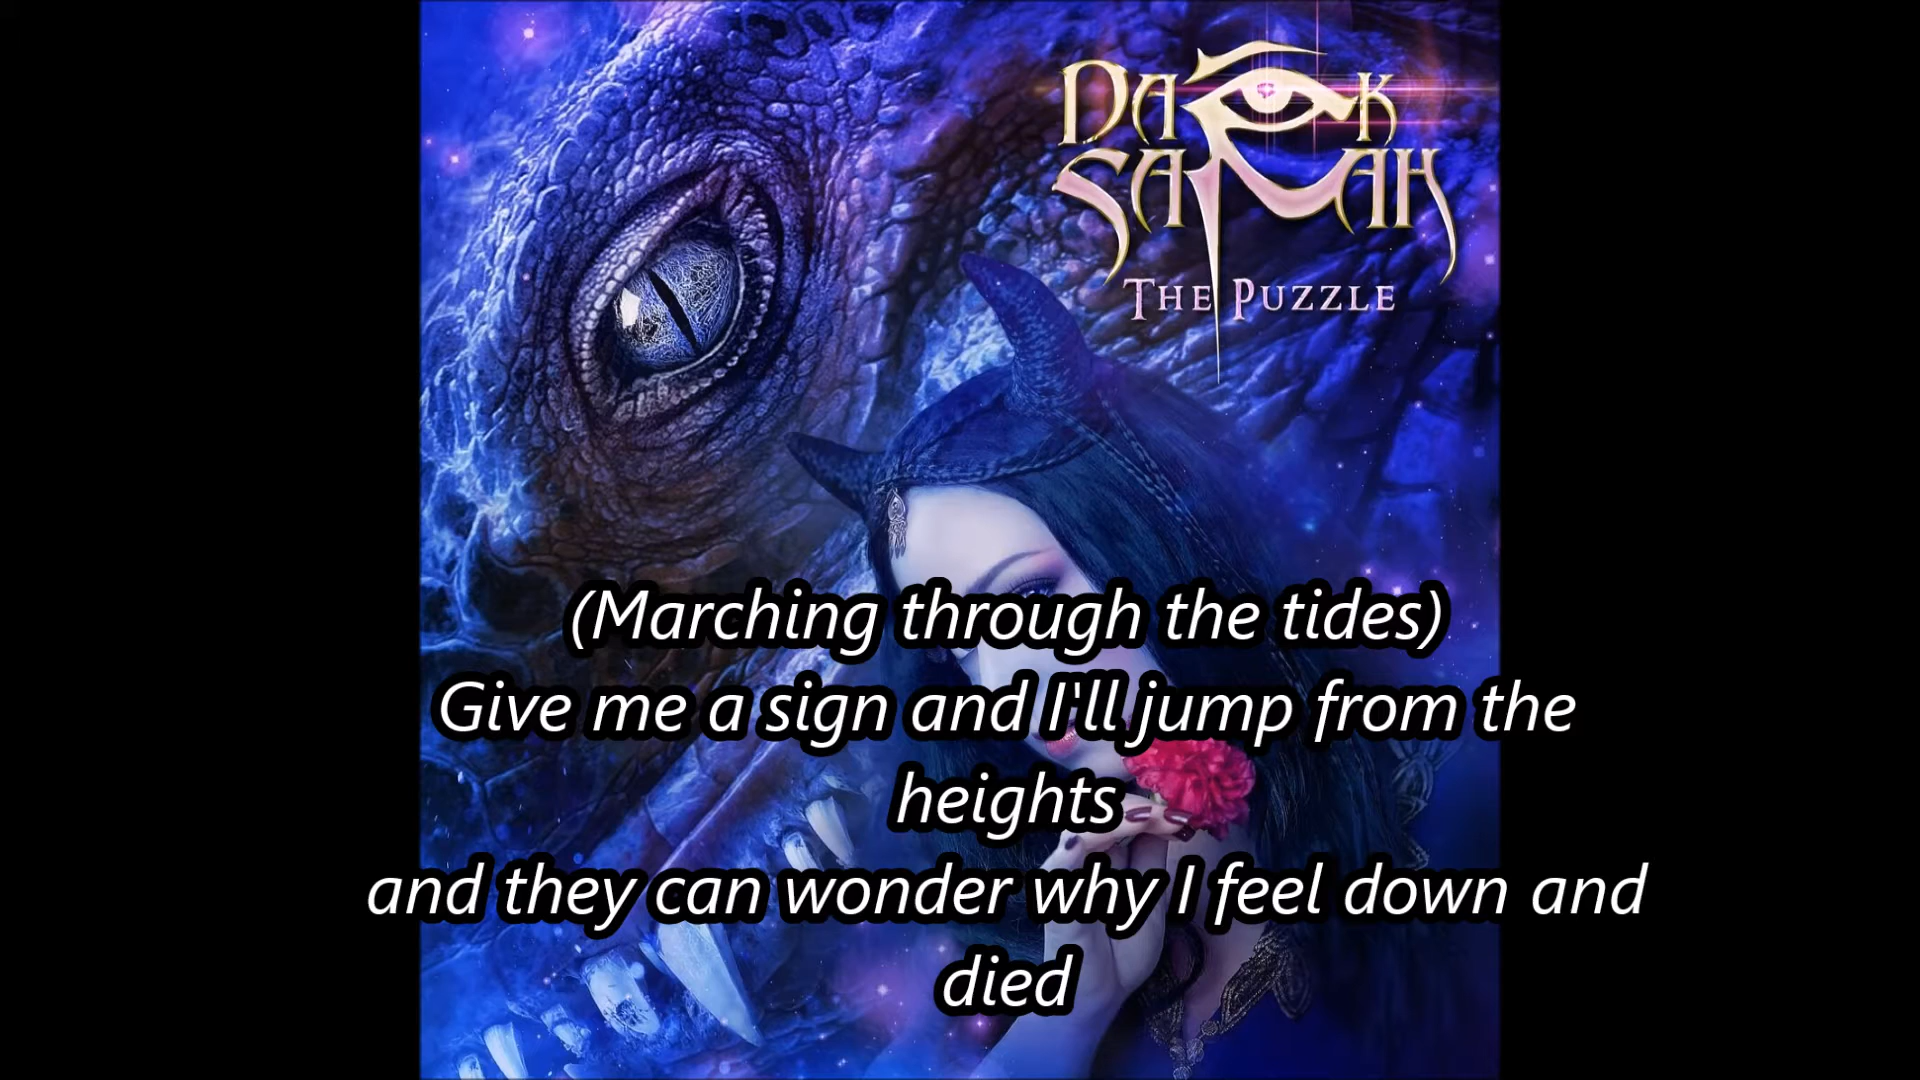 DARK
SARAH
THE PUZZLE
(Marching through the tides)
Give me a sign and I'll jump from the
heights
and they can wonder why I feel down and
died